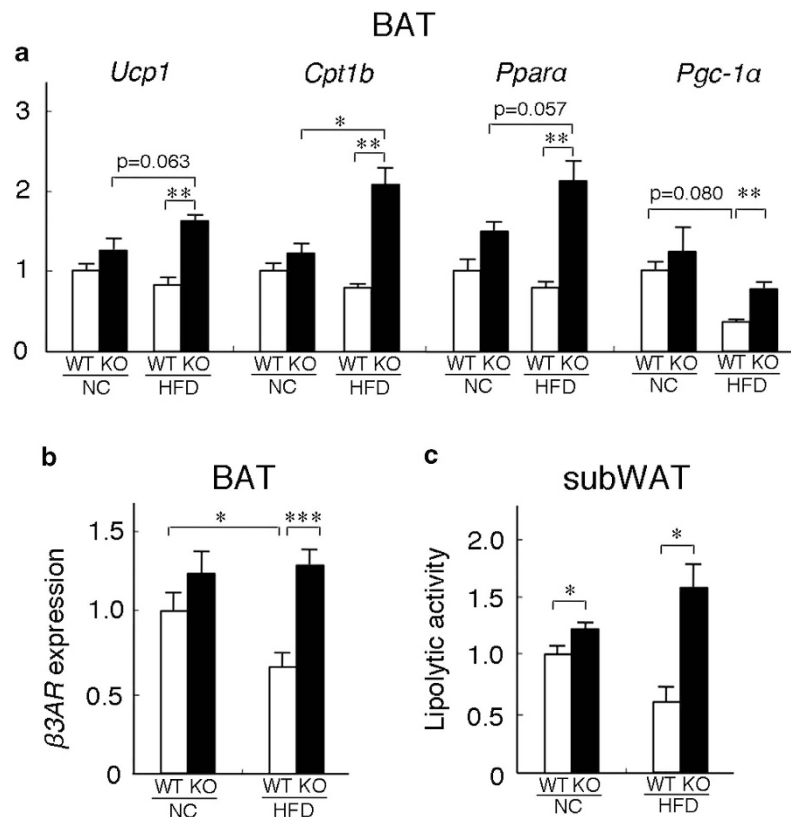 BAT
a
Ucp1 Cpt1b Pparα Pgc-1α
3
2
1
0
p=0.063
**
*
**
p=0.057
**
p=0.080
**
WT KO WT KO WT KO WT KO WT KO WT KO WT KO WT KO
NC HFD NC HFD NC HFD NC HFD
b
BAT
β3AR expression
1.5
1.0
0.5
0
*
***
WT KO WT KO
NC HFD
c
subWAT
Lipolytic activity
2.0
1.5
1.0
0.5
0
*
*
WT KO WT KO
NC HFD